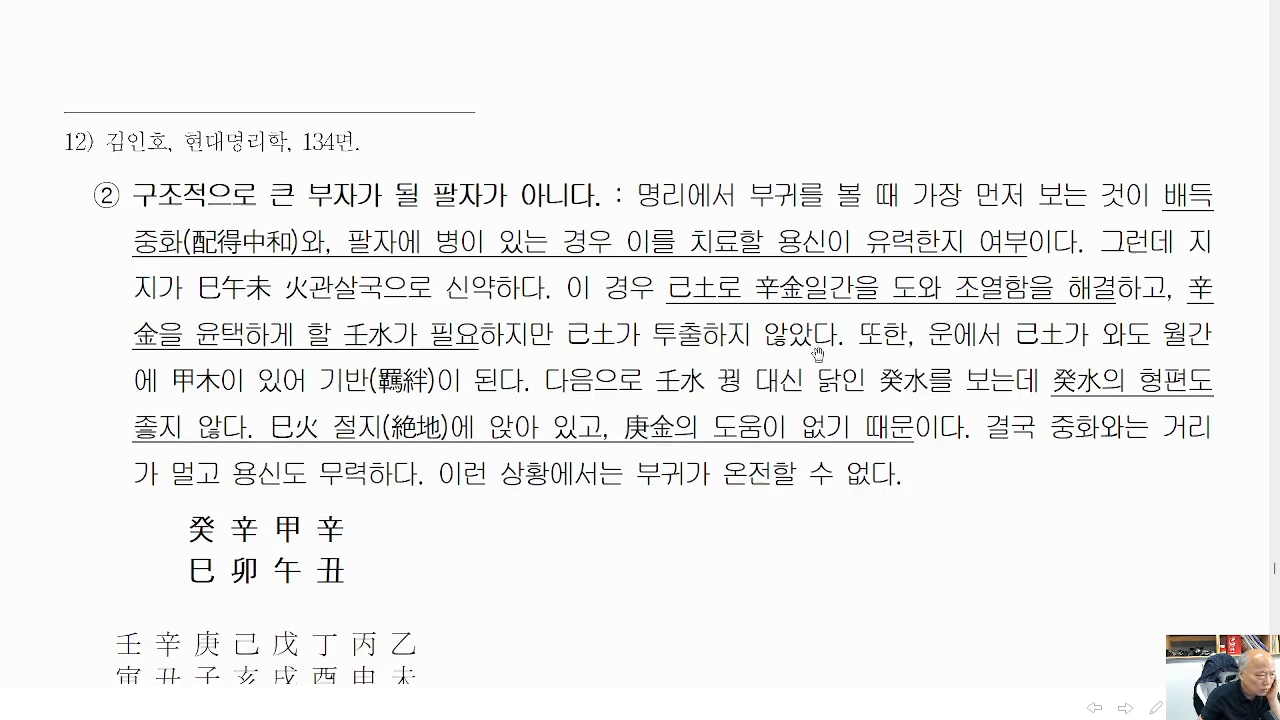 12) 김인호, 현대명리학, 134면.
② 구조적으로 큰 부자가 될 팔자가 아니다. : 명리에서 부귀를 볼 때 가장 먼저 보는 것이 배득
중화(配得中和)와, 팔자에 병이 있는 경우 이를 치료할 용신이 유력한지 여부이다. 그런데 지
지가 巳午未 火관살국으로 신약하다. 이 경우 己土로 辛金일간을 도와 조열함을 해결하고, 辛
金을 윤택하게 할 壬水가 필요하지만 己土가 투출하지 않았다. 또한, 운에서 己土가 와도 월간
에 甲木이 있어 기반(羈絆)이 된다. 다음으로 壬水 꿩 대신 닭인 癸水를 보는데 癸水의 형편도
좋지 않다. 巳火 절지(絶地)에 앉아 있고, 庚金의 도움이 없기 때문이다. 결국 중화와는 거리
가 멀고 용신도 무력하다. 이런 상황에서는 부귀가 온전할 수 없다.
癸 辛 甲 辛
巳 卯 午 丑
壬 辛 庚 己 戊 丁 丙 乙
寅 丑 子 亥 戌 酉 申 未